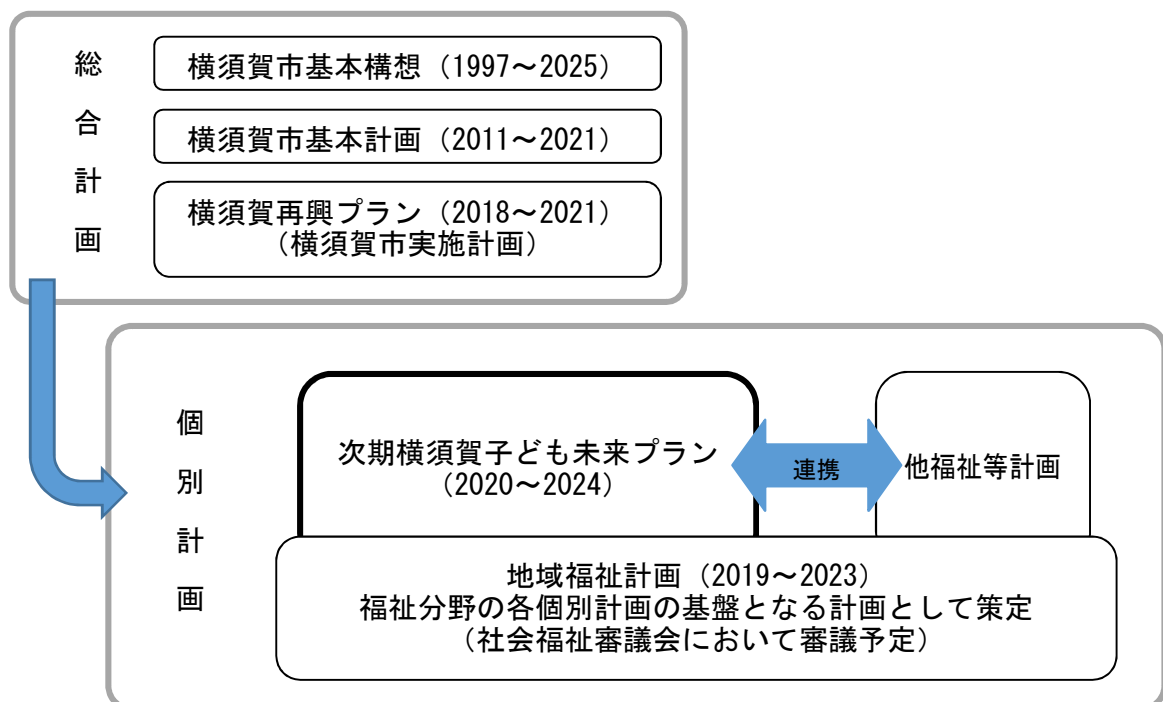 総合計画
横須賀市基本構想（1997～2025）
横須賀市基本計画（2011～2021）
横須賀再興プラン（2018～2021）
（横須賀市実施計画）
個別計画
次期横須賀子ども未来プラン
（2020～2024）
連携
他福祉等計画
地域福祉計画（2019～2023）
福祉分野の各個別計画の基盤となる計画として策定
（社会福祉審議会において審議予定）